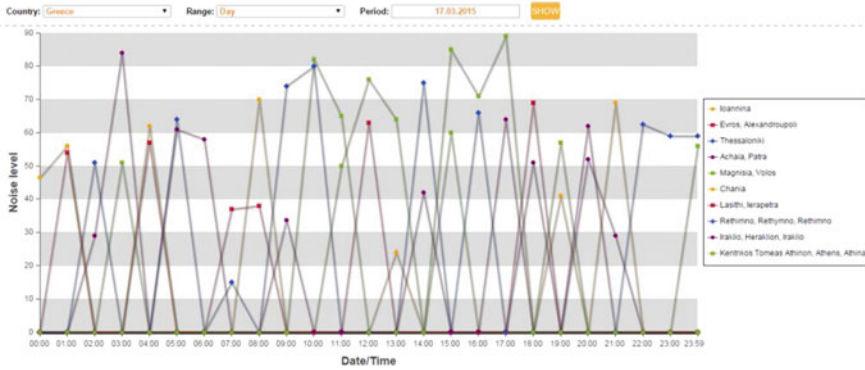 Country: Greece Range: Day Period: 17.03.2015 SHOW
90
80
70
60
50
40
30
20
10
0
Noise level
00:00 01:00 02:00 03:00 04:00 05:00 06:00 07:00 08:00 09:00 10:00 11:00 12:00 13:00 14:00 15:00 16:00 17:00 18:00 19:00 20:00 21:00 22:00 23:00 23:59
Date/Time
Ioannina
Evros, Alexandroupoli
Thessaloniki
Achaia, Patra
Magnisia, Volos
Chania
Lasithi, Ierapetra
Rethimno, Rethymno, Rethimno
Iraklio, Heraklion, Iraklio
Kentrikos Tomeas Athinon, Athens, Athina